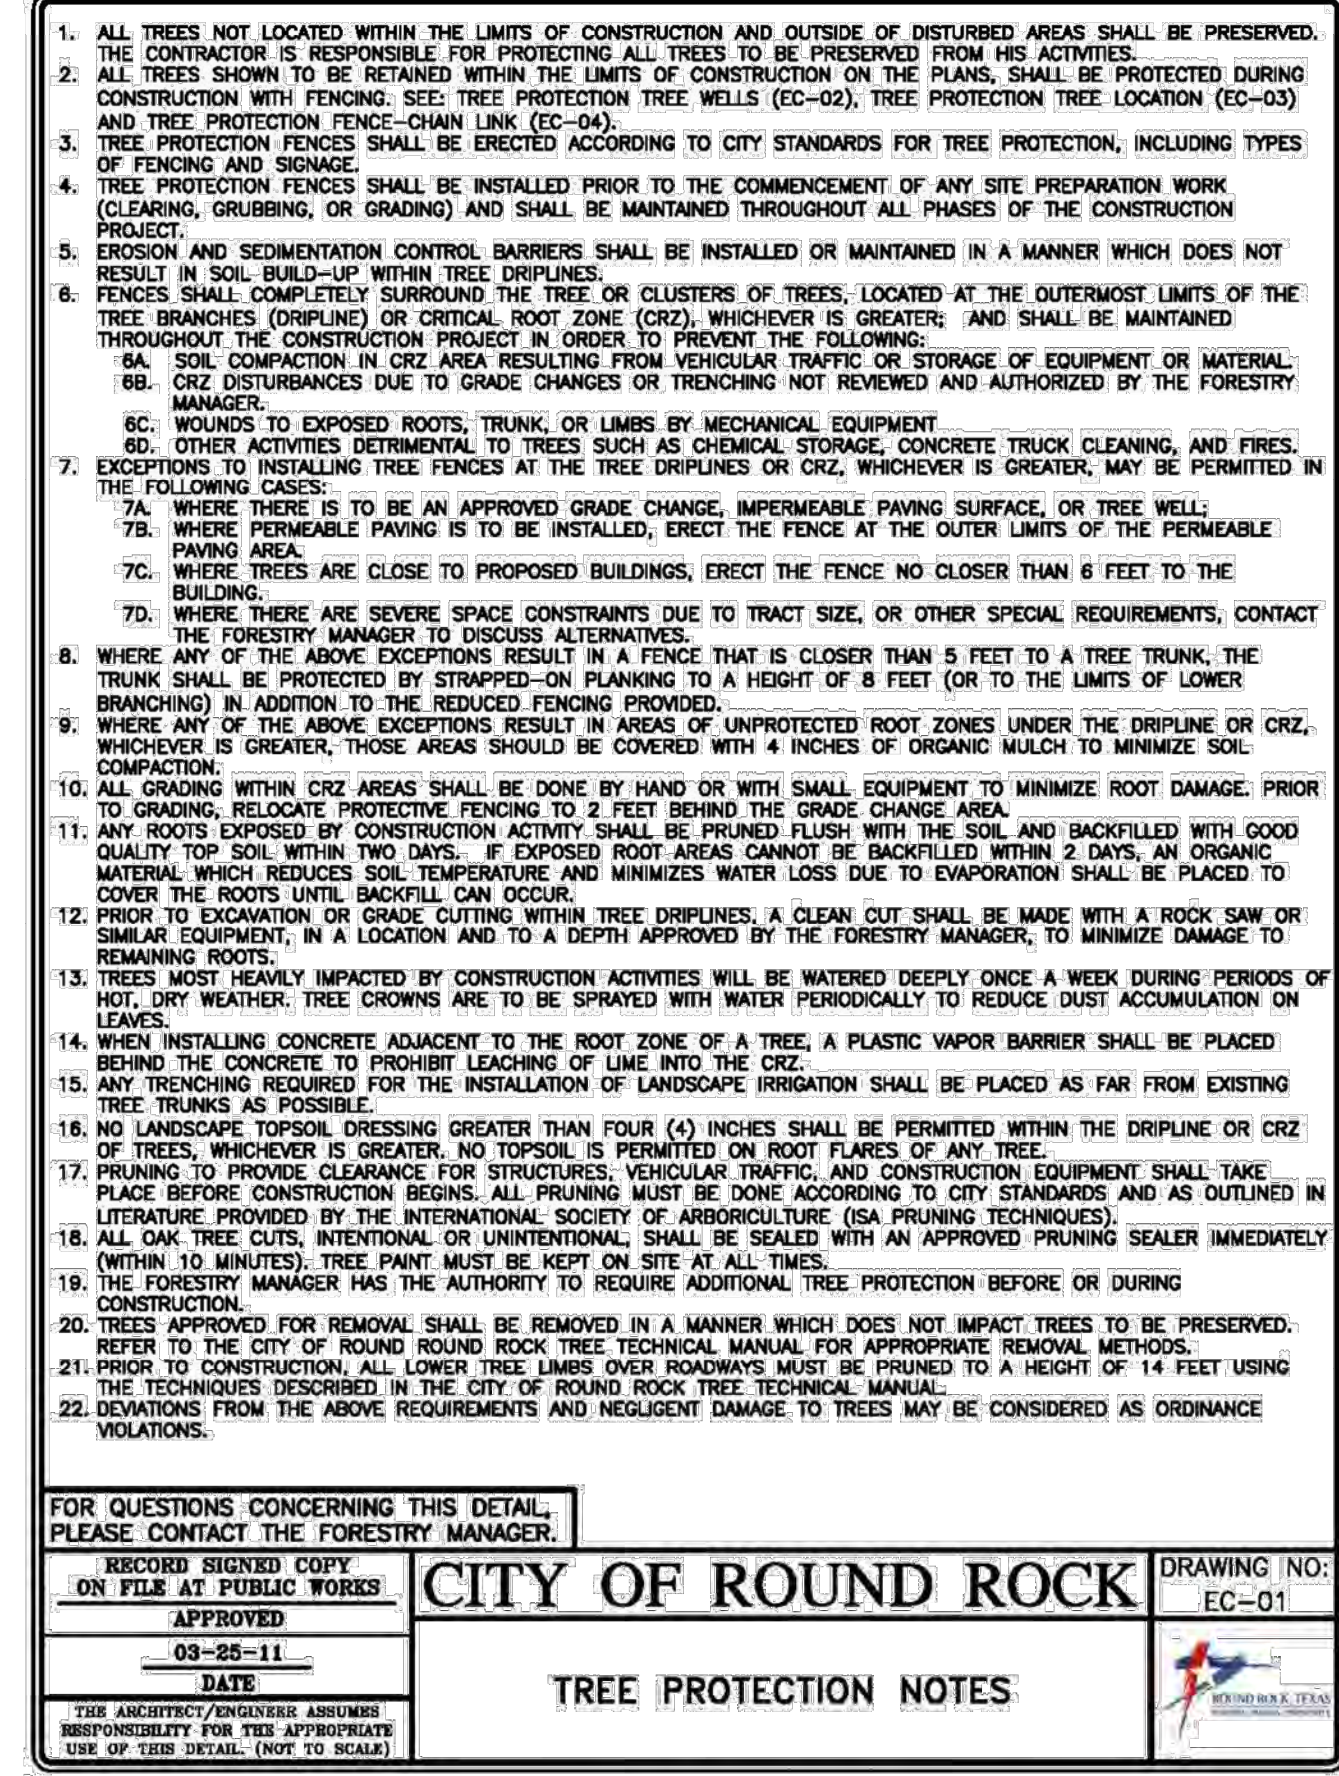 1. ALL TREES NOT LOCATED WITHIN THE LIMITS OF CONSTRUCTION AND OUTSIDE OF DISTURBED AREAS SHALL BE PRESERVED.
THE CONTRACTOR IS RESPONSIBLE FOR PROTECTING ALL TREES TO BE PRESERVED FROM HIS ACTIVITIES.
2. ALL TREES SHOWN TO BE RETAINED WITHIN THE LIMITS OF CONSTRUCTION ON THE PLANS, SHALL BE PROTECTED DURING
CONSTRUCTION WITH FENCING. SEE: TREE PROTECTION TREE WELLS (EC-02), TREE PROTECTION TREE LOCATION (EC-03)
AND TREE PROTECTION FENCE-CHAIN LINK (EC-04).
3. TREE PROTECTION FENCES SHALL BE ERECTED ACCORDING TO CITY STANDARDS FOR TREE PROTECTION, INCLUDING TYPES
OF FENCING AND SIGNAGE.
4. TREE PROTECTION FENCES SHALL BE INSTALLED PRIOR TO THE COMMENCEMENT OF ANY SITE PREPARATION WORK
(CLEARING, GRUBBING, OR GRADING) AND SHALL BE MAINTAINED THROUGHOUT ALL PHASES OF THE CONSTRUCTION
PROJECT.
5. EROSION AND SEDIMENTATION CONTROL BARRIERS SHALL BE INSTALLED OR MAINTAINED IN A MANNER WHICH DOES NOT
RESULT IN SOIL BUILD-UP WITHIN TREE DRIPLINES.
6. FENCES SHALL COMPLETELY SURROUND THE TREE OR CLUSTERS OF TREES, LOCATED AT THE OUTERMOST LIMITS OF THE
TREE BRANCHES (DRIPLINE) OR CRITICAL ROOT ZONE (CRZ), WHICHEVER IS GREATER; AND SHALL BE MAINTAINED
THROUGHOUT THE CONSTRUCTION PROJECT IN ORDER TO PREVENT THE FOLLOWING:
6A. SOIL COMPACTION IN CRZ AREA RESULTING FROM VEHICULAR TRAFFIC OR STORAGE OF EQUIPMENT OR MATERIAL.
6B. CRZ DISTURBANCES DUE TO GRADE CHANGES OR TRENCHING NOT REVIEWED AND AUTHORIZED BY THE FORESTRY
MANAGER.
6C. WOUNDS TO EXPOSED ROOTS, TRUNK, OR LIMBS BY MECHANICAL EQUIPMENT
6D. OTHER ACTIVITIES DETRIMENTAL TO TREES SUCH AS CHEMICAL STORAGE, CONCRETE TRUCK CLEANING, AND FIRES.
7. EXCEPTIONS TO INSTALLING TREE FENCES AT THE TREE DRIPLINES OR CRZ, WHICHEVER IS GREATER, MAY BE PERMITTED IN
THE FOLLOWING CASES:
7A. WHERE THERE IS TO BE AN APPROVED GRADE CHANGE, IMPERMEABLE PAVING SURFACE, OR TREE WELL;
7B. WHERE PERMEABLE PAVING IS TO BE INSTALLED, ERECT THE FENCE AT THE OUTER LIMITS OF THE PERMEABLE
PAVING AREA.
7C. WHERE TREES ARE CLOSE TO PROPOSED BUILDINGS, ERECT THE FENCE NO CLOSER THAN 6 FEET TO THE
BUILDING.
7D. WHERE THERE ARE SEVERE SPACE CONSTRAINTS DUE TO TRACT SIZE, OR OTHER SPECIAL REQUIREMENTS, CONTACT
THE FORESTRY MANAGER TO DISCUSS ALTERNATIVES.
8. WHERE ANY OF THE ABOVE EXCEPTIONS RESULT IN A FENCE THAT IS CLOSER THAN 5 FEET TO A TREE TRUNK, THE
TRUNK SHALL BE PROTECTED BY STRAPPED-ON PLANKING TO A HEIGHT OF 8 FEET (OR TO THE LIMITS OF LOWER
BRANCHING) IN ADDITION TO THE REDUCED FENCING PROVIDED.
9. WHERE ANY OF THE ABOVE EXCEPTIONS RESULT IN AREAS OF UNPROTECTED ROOT ZONES UNDER THE DRIPLINE OR CRZ,
WHICHEVER IS GREATER, THOSE AREAS SHOULD BE COVERED WITH 4 INCHES OF ORGANIC MULCH TO MINIMIZE SOIL
COMPACTION.
10. ALL GRADING WITHIN CRZ AREAS SHALL BE DONE BY HAND OR WITH SMALL EQUIPMENT TO MINIMIZE ROOT DAMAGE. PRIOR
TO GRADING, RELOCATE PROTECTIVE FENCING TO 2 FEET BEHIND THE GRADE CHANGE AREA.
11. ANY ROOTS EXPOSED BY CONSTRUCTION ACTIVITY SHALL BE PRUNED FLUSH WITH THE SOIL AND BACKFILLED WITH GOOD
QUALITY TOP SOIL WITHIN TWO DAYS. IF EXPOSED ROOT AREAS CANNOT BE BACKFILLED WITHIN 2 DAYS, AN ORGANIC
MATERIAL WHICH REDUCES SOIL TEMPERATURE AND MINIMIZES WATER LOSS DUE TO EVAPORATION SHALL BE PLACED TO
COVER THE ROOTS UNTIL BACKFILL CAN OCCUR.
12. PRIOR TO EXCAVATION OR GRADE CUTTING WITHIN TREE DRIPLINES. A CLEAN CUT SHALL BE MADE WITH A ROCK SAW OR
SIMILAR EQUIPMENT, IN A LOCATION AND TO A DEPTH APPROVED BY THE FORESTRY MANAGER, TO MINIMIZE DAMAGE TO
REMAINING ROOTS.
13. TREES MOST HEAVILY IMPACTED BY CONSTRUCTION ACTIVITIES WILL BE WATERED DEEPLY ONCE A WEEK DURING PERIODS OF
HOT, DRY WEATHER. TREE CROWNS ARE TO BE SPRAYED WITH WATER PERIODICALLY TO REDUCE DUST ACCUMULATION ON
LEAVES.
14. WHEN INSTALLING CONCRETE ADJACENT TO THE ROOT ZONE OF A TREE, A PLASTIC VAPOR BARRIER SHALL BE PLACED
BEHIND THE CONCRETE TO PROHIBIT LEACHING OF LIME INTO THE CRZ.
15. ANY TRENCHING REQUIRED FOR THE INSTALLATION OF LANDSCAPE IRRIGATION SHALL BE PLACED AS FAR FROM EXISTING
TREE TRUNKS AS POSSIBLE.
16. NO LANDSCAPE TOPSOIL DRESSING GREATER THAN FOUR (4) INCHES SHALL BE PERMITTED WITHIN THE DRIPLINE OR CRZ
OF TREES, WHICHEVER IS GREATER. NO TOPSOIL IS PERMITTED ON ROOT FLARES OF ANY TREE.
17. PRUNING TO PROVIDE CLEARANCE FOR STRUCTURES, VEHICULAR TRAFFIC, AND CONSTRUCTION EQUIPMENT SHALL TAKE
PLACE BEFORE CONSTRUCTION BEGINS. ALL PRUNING MUST BE DONE ACCORDING TO CITY STANDARDS AND AS OUTLINED IN
LITERATURE PROVIDED BY THE INTERNATIONAL SOCIETY OF ARBORICULTURE (ISA PRUNING TECHNIQUES).
18. ALL OAK TREE CUTS, INTENTIONAL OR UNINTENTIONAL, SHALL BE SEALED WITH AN APPROVED PRUNING SEALER IMMEDIATELY
(WITHIN 10 MINUTES). TREE PAINT MUST BE KEPT ON SITE AT ALL TIMES.
19. THE FORESTRY MANAGER HAS THE AUTHORITY TO REQUIRE ADDITIONAL TREE PROTECTION BEFORE OR DURING
CONSTRUCTION.
20. TREES APPROVED FOR REMOVAL SHALL BE REMOVED IN A MANNER WHICH DOES NOT IMPACT TREES TO BE PRESERVED.
REFER TO THE CITY OF ROUND ROUND ROCK TREE TECHNICAL MANUAL FOR APPROPRIATE REMOVAL METHODS.
21. PRIOR TO CONSTRUCTION, ALL LOWER TREE LIMBS OVER ROADWAYS MUST BE PRUNED TO A HEIGHT OF 14 FEET USING
THE TECHNIQUES DESCRIBED IN THE CITY OF ROUND ROCK TREE TECHNICAL MANUAL.
22. DEVIATIONS FROM THE ABOVE REQUIREMENTS AND NEGLIGENT DAMAGE TO TREES MAY BE CONSIDERED AS ORDINANCE
VIOLATIONS.
FOR QUESTIONS CONCERNING THIS DETAIL,
PLEASE CONTACT THE FORESTRY MANAGER.
RECORD SIGNED COPY
ON FILE AT PUBLIC WORKS
APPROVED
03-25-11
DATE
THE ARCHITECT/ENGINEER ASSUMES
RESPONSIBILITY FOR THE APPROPRIATE
USE OF THIS DETAIL. (NOT TO SCALE)
CITY OF ROUND ROCK
TREE PROTECTION NOTES
DRAWING NO:
EC-01
ROUND ROCK, TEXAS